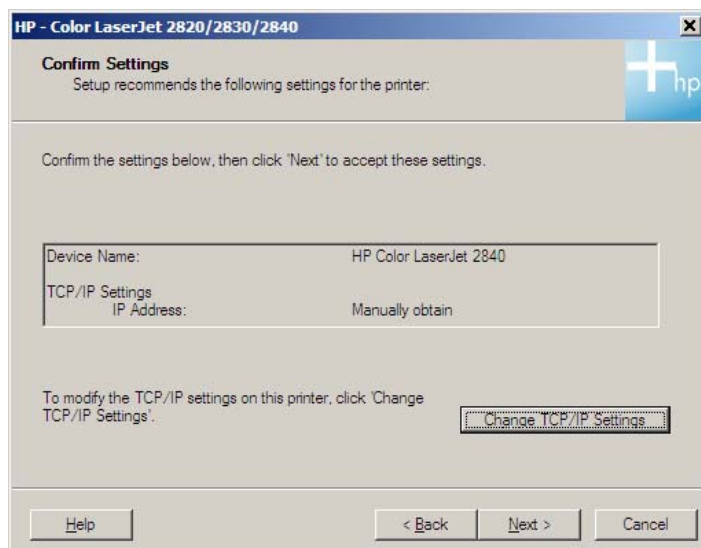 HP - Color LaserJet 2820/2830/2840
Confirm Settings
Setup recommends the following settings for the printer:
hp
Confirm the settings below, then click 'Next' to accept these settings.
Device Name: HP Color LaserJet 2840
TCP/IP Settings
IP Address: Manually obtain
To modify the TCP/IP settings on this printer, click 'Change
TCP/IP Settings'.
Change TCP/IP Settings
Help < Back Next > Cancel